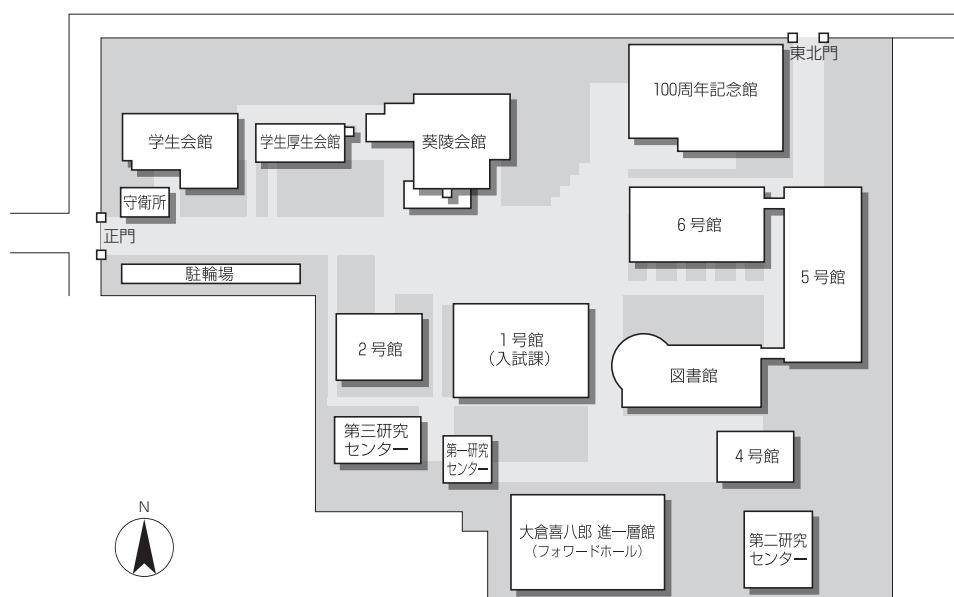 東北門
100周年記念館
学生会館
学生厚生会館
葵陵会館
守衛所
正門
6号館
駐輪場
5号館
2号館
1号館
(入試課)
図書館
第三研究
センター
第一研究
センター
4号館
大倉喜八郎 進一層館
(フォワードホール)
第二研究
センター
N